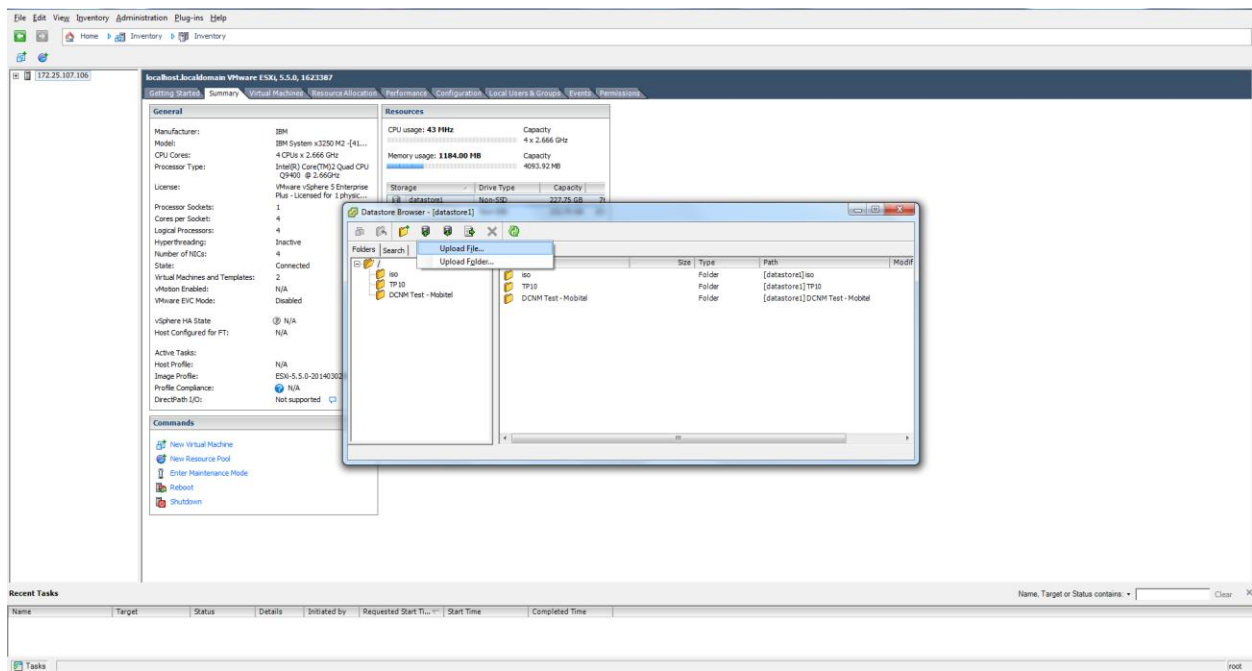 File Edit View Inventory Administration Plug-ins Help
Home Inventory Inventory
172.25.107.106
localhost.localdomain VMware ESXi, 5.5.0, 1623387
Getting Started Summary Virtual Machines Resource Allocation Performance Configuration Local Users & Groups Events Permissions
General
Manufacturer: IBM
Model: IBM System x3250 M2 -[41...
CPU Cores: 4 CPUs x 2.666 GHz
Processor Type: Intel(R) Core(TM)2 Quad CPU
Q9400 @ 2.66GHz
License: VMware vSphere 5 Enterprise
Plus - Licensed for 1 physic...
Processor Sockets: 1
Cores per Socket: 4
Logical Processors: 4
Hyperthreading: Inactive
Number of NICs: 4
State: Connected
Virtual Machines and Templates: 2
vMotion Enabled: N/A
VMware EVC Mode: Disabled
vSphere HA State N/A
Host Configured for FT: N/A
Active Tasks:
Host Profile: N/A
Image Profile: ESXi-5.5.0-20140302
Profile Compliance: N/A
DirectPath I/O: Not supported
Commands
New Virtual Machine
New Resource Pool
Enter Maintenance Mode
Reboot
Shutdown
Resources
CPU usage: 43 MHz Capacity
4 x 2.666 GHz
Memory usage: 1184.00 MB Capacity
4093.92 MB
Storage Drive Type Capacity
datastore1 Non-SSD 227.75 GB
Datastore Browser - [datastore1]
Folders Search
Upload File...
Upload Folder...
/
iso
TP10
DCNM Test - Mobitel
Size Type Path Modif
iso Folder [datastore1] iso
TP10 Folder [datastore1] TP10
DCNM Test - Mobitel Folder [datastore1] DCNM Test - Mobitel
Recent Tasks
Name, Target or Status contains: Clear
Name Target Status Details Initiated by Requested Start Ti... Start Time Completed Time
Tasks
root